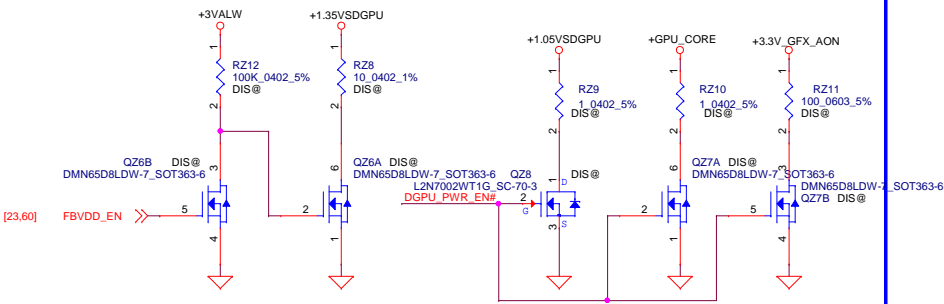 +3VALW
+1.35VSDGPU
+1.05VSDGPU
+GPU_CORE
+3.3V_GFX_AON
1
RZ12
100K_0402_5%
DIS@
2
1
RZ8
10_0402_1%
DIS@
2
1
RZ9
1_0402_5%
DIS@
2
1
RZ10
1_0402_5%
DIS@
2
1
RZ11
100_0603_5%
DIS@
2
QZ6B DIS@
DMN65D8LDW-7_SOT363-6
3
5
4
[23,60] FBVDD_EN
QZ6A DIS@
DMN65D8LDW-7_SOT363-6
6
2
1
QZ8 DIS@
L2N7002WT1G_SC-70-3
DGPU_PWR_EN#
1
D
2
G
3
S
QZ7A DIS@
DMN65D8LDW-7_SOT363-6
6
2
1
DMN65D8LDW-7_SOT363-6
QZ7B DIS@
3
5
4